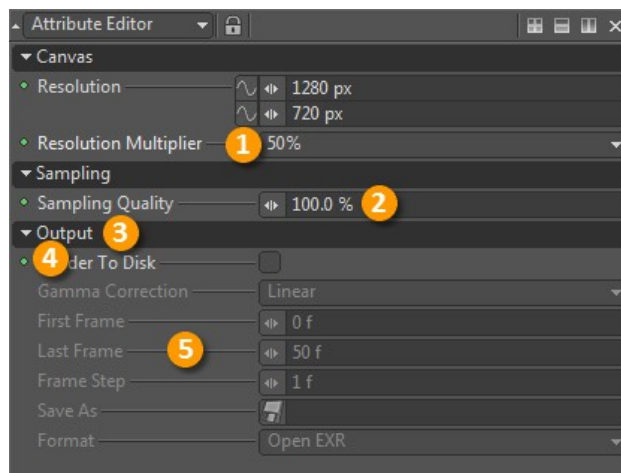 Attribute Editor
Canvas
Resolution 1280 px
720 px
Resolution Multiplier 1 50%
Sampling
Sampling Quality 100.0 % 2
Output 3
4 der To Disk
Gamma Correction Linear
First Frame 0 f
Last Frame 5 50 f
Frame Step 1 f
Save As
Format Open EXR